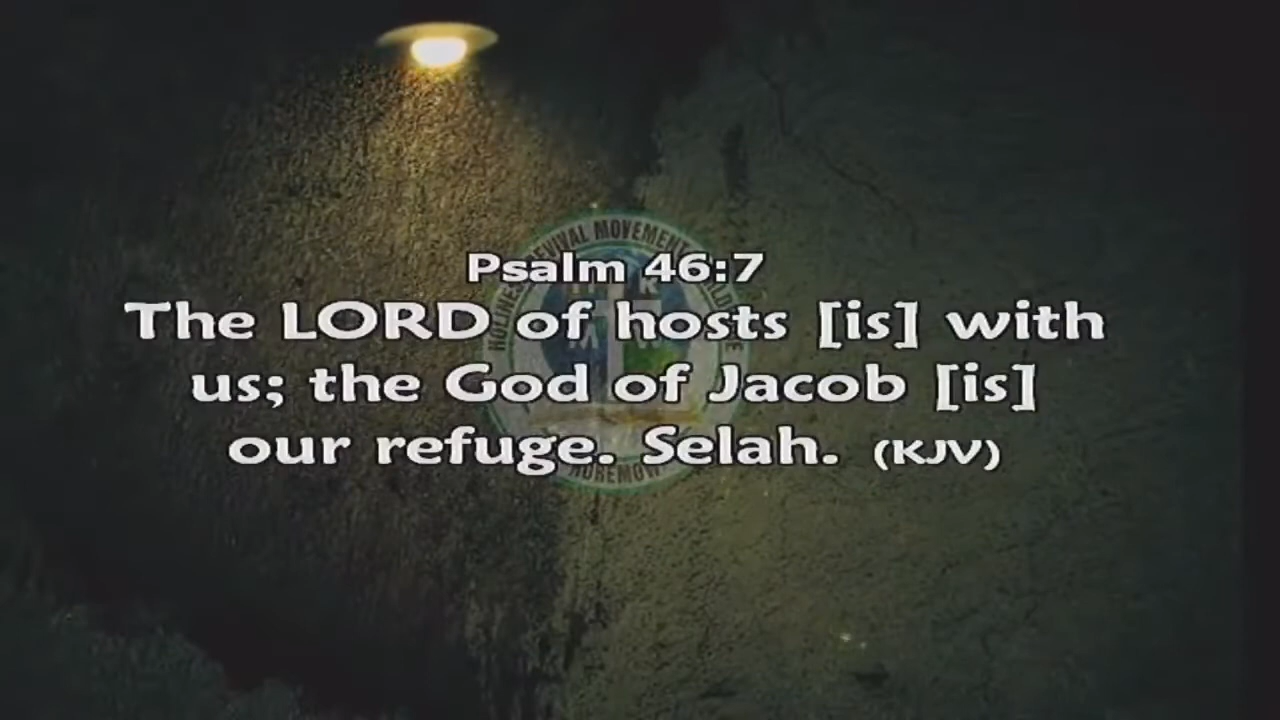 Psalm 46:7
The LORD of hosts [is] with
us; the God of Jacob [is]
our refuge. Selah. (KJV)